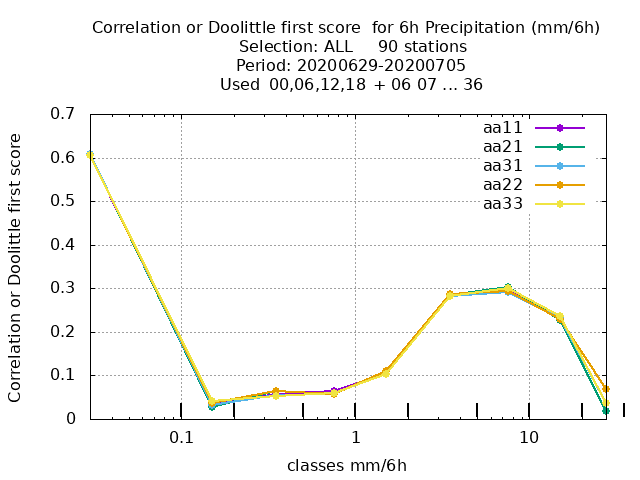 Correlation or Doolittle first score  for 6h Precipitation (mm/6h)
Selection: ALL     90 stations
Period: 20200629-20200705
Used  00,06,12,18  + 06 07 ... 36
Correlation or Doolittle first score
0.7
0.6
0.5
0.4
0.3
0.2
0.1
0
aa11
aa21
aa31
aa22
aa33
0.1
1
10
classes mm/6h